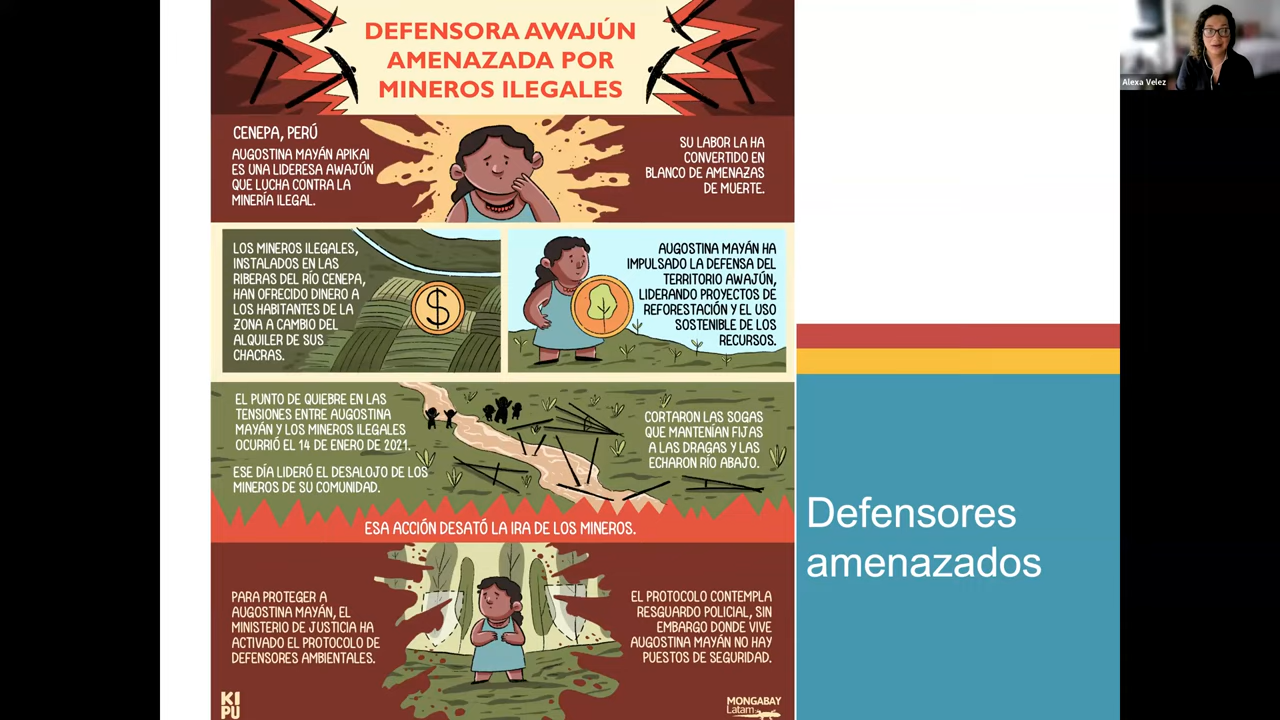 DEFENSORA AWAJÚN
AMENAZADA POR
MINEROS ILEGALES
CENEPA, PERÚ
AUGOSTINA MAYÁN APIKAI
ES UNA LIDERESA AWAJÚN
QUE LUCHA CONTRA LA
MINERÍA ILEGAL.
SU LABOR LA HA
CONVERTIDO EN
BLANCO DE AMENAZAS
DE MUERTE.
LOS MINEROS ILEGALES,
INSTALADOS EN LAS
RIBERAS DEL RÍO CENEPA,
HAN OFRECIDO DINERO A
LOS HABITANTES DE LA
ZONA A CAMBIO DEL
ALQUILER DE SUS
CHACRAS.
$
AUGOSTINA MAYÁN HA
IMPULSADO LA DEFENSA DEL
TERRITORIO AWAJÚN,
LIDERANDO PROYECTOS DE
REFORESTACIÓN Y EL USO
SOSTENIBLE DE LOS
RECURSOS.
EL PUNTO DE QUIEBRE EN LAS
TENSIONES ENTRE AUGOSTINA
MAYÁN Y LOS MINEROS ILEGALES
OCURRIÓ EL 14 DE ENERO DE 2021.
ESE DÍA LIDERÓ EL DESALOJO DE LOS
MINEROS DE SU COMUNIDAD.
CORTARON LAS SOGAS
QUE MANTENÍAN FIJAS
A LAS DRAGAS Y LAS
ECHARON RÍO ABAJO.
ESA ACCIÓN DESATÓ LA IRA DE LOS MINEROS.
PARA PROTEGER A
AUGOSTINA MAYÁN, EL
MINISTERIO DE JUSTICIA HA
ACTIVADO EL PROTOCOLO DE
DEFENSORES AMBIENTALES.
EL PROTOCOLO CONTEMPLA
RESGUARDO POLICIAL, SIN
EMBARGO DONDE VIVE
AUGOSTINA MAYÁN NO HAY
PUESTOS DE SEGURIDAD.
KI
PU
MONGABAY
Latam
Defensores
amenazados
Alexa Velez